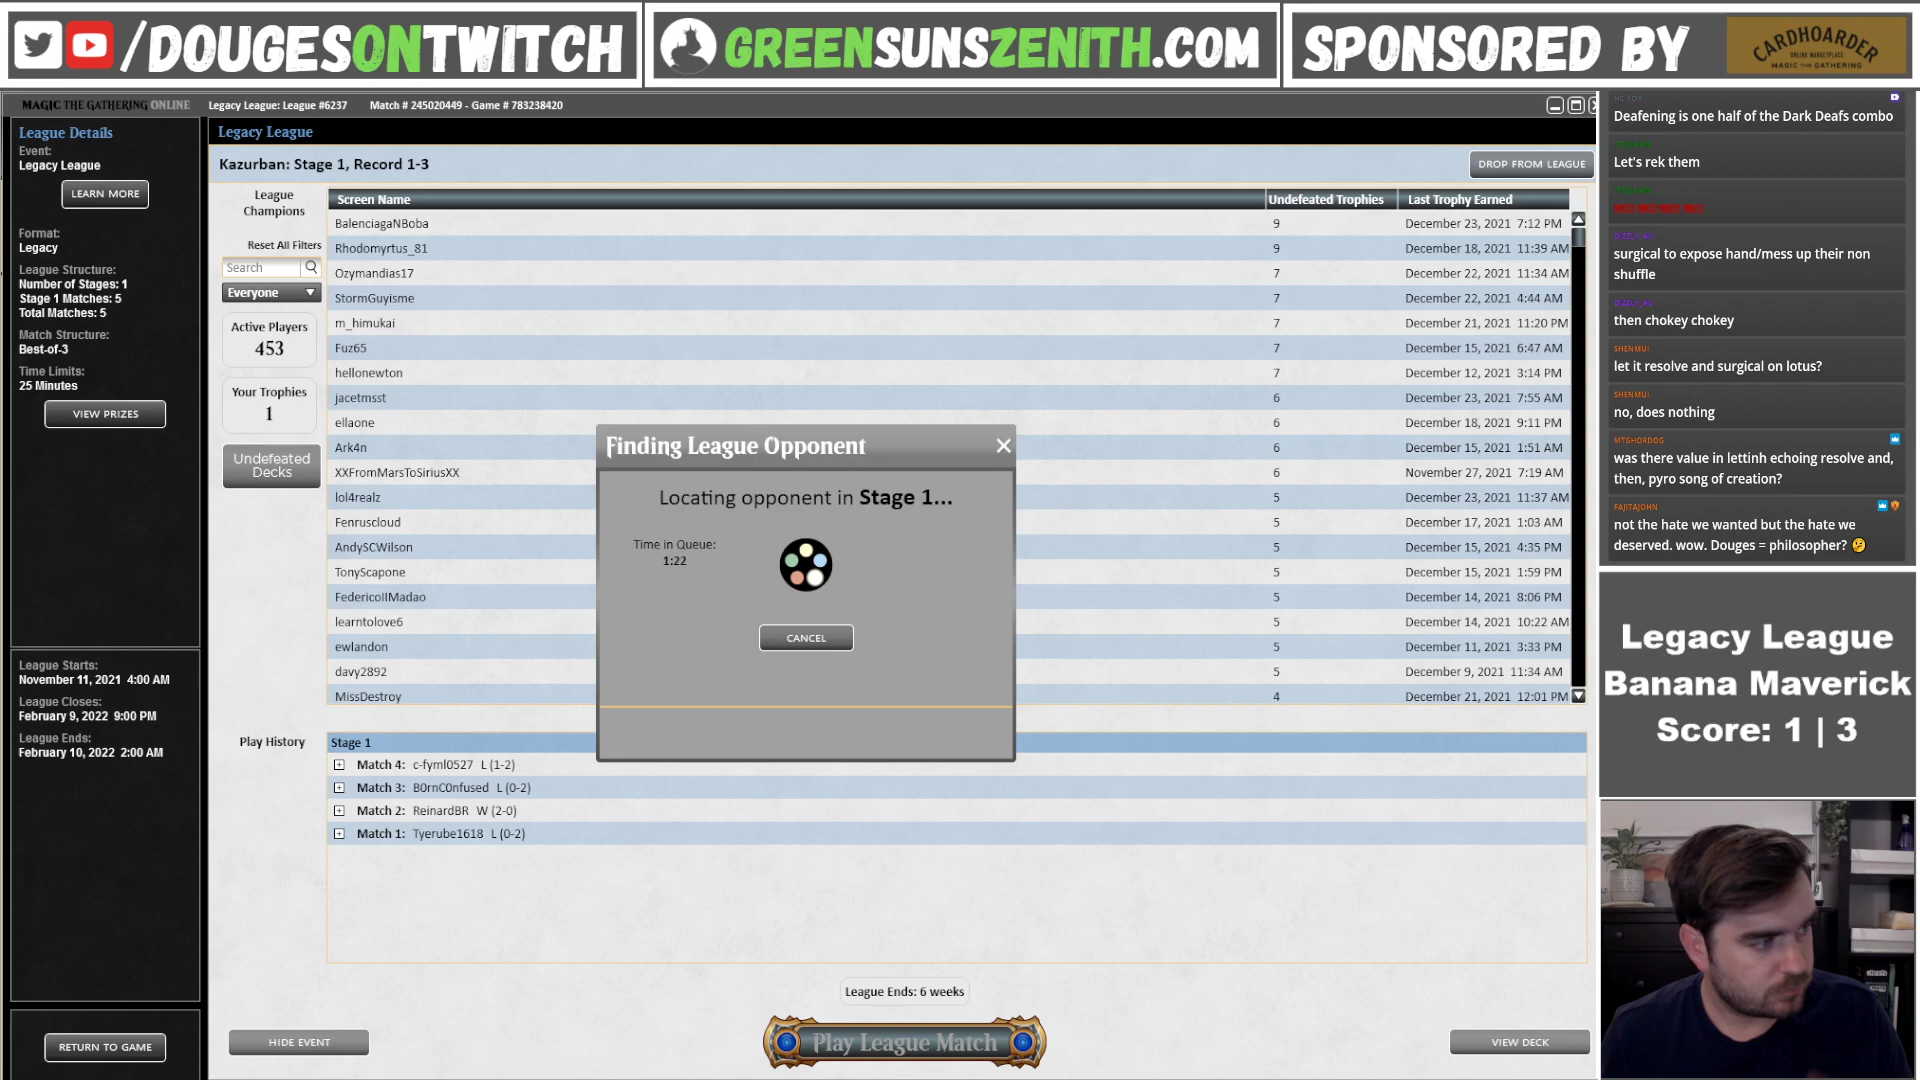 /DOUGESONTWITCH
GREENSUNSZENITH.COM
SPONSORED BY
CARDHOARDER
ONLINE MARKETPLACE
MAGIC THE GATHERING
MAGIC THE GATHERING ONLINE
Legacy League: League #6237
Match # 245020449 - Game # 783238420
League Details
Event:
Legacy League
LEARN MORE
Format:
Legacy
League Structure:
Number of Stages: 1
Stage 1 Matches: 5
Total Matches: 5
Match Structure:
Best-of-3
Time Limits:
25 Minutes
VIEW PRIZES
League Starts:
November 11, 2021 4:00 AM
League Closes:
February 9, 2022 9:00 PM
League Ends:
February 10, 2022 2:00 AM
RETURN TO GAME
Legacy League
Kazurban: Stage 1, Record 1-3
DROP FROM LEAGUE
League
Champions
Reset All Filters
Search
Everyone
Active Players
453
Your Trophies
1
Undefeated
Decks
Screen Name Undefeated Trophies Last Trophy Earned
BalenciagaNBoba 9 December 23, 2021 7:12 PM
Rhodomyrtus_81 9 December 18, 2021 11:39 AM
Ozymandias17 7 December 22, 2021 11:34 AM
StormGuyisme 7 December 22, 2021 4:44 AM
m_himukai 7 December 21, 2021 11:20 PM
Fuz65 7 December 15, 2021 6:47 AM
hellonewton 7 December 12, 2021 3:14 PM
jacetmsst 6 December 23, 2021 7:55 AM
ellaone 6 December 18, 2021 9:11 PM
Ark4n 6 December 15, 2021 1:51 AM
XXFromMarsToSiriusXX 6 November 27, 2021 7:19 AM
lol4realz 5 December 23, 2021 11:37 AM
Fenruscloud 5 December 17, 2021 1:03 AM
AndySCWilson 5 December 15, 2021 4:35 PM
TonyScapone 5 December 15, 2021 1:59 PM
FedericoIIMadao 5 December 14, 2021 8:06 PM
learntolove6 5 December 14, 2021 10:22 AM
ewlandon 5 December 11, 2021 3:33 PM
davy2892 5 December 9, 2021 11:34 AM
MissDestroy 4 December 21, 2021 12:01 PM
Finding League Opponent
Locating opponent in Stage 1...
Time in Queue:
1:22
CANCEL
Play History
Stage 1
Match 4: c-fyml0527 L (1-2)
Match 3: B0rnC0nfused L (0-2)
Match 2: ReinardBR W (2-0)
Match 1: Tyerube1618 L (0-2)
League Ends: 6 weeks
HIDE EVENT
Play League Match
VIEW DECK
Deafening is one half of the Dark Deafs combo
Let's rek them
DIZZLY_AU
surgical to expose hand/mess up their non
shuffle
DIZZLY_AU
then chokey chokey
SHENMUI
let it resolve and surgical on lotus?
SHENMUI
no, does nothing
MTGHORDOG
was there value in lettinh echoing resolve and,
then, pyro song of creation?
FAJITAJOHN
not the hate we wanted but the hate we
deserved. wow. Douges = philosopher? 🤔
Legacy League
Banana Maverick
Score: 1 | 3